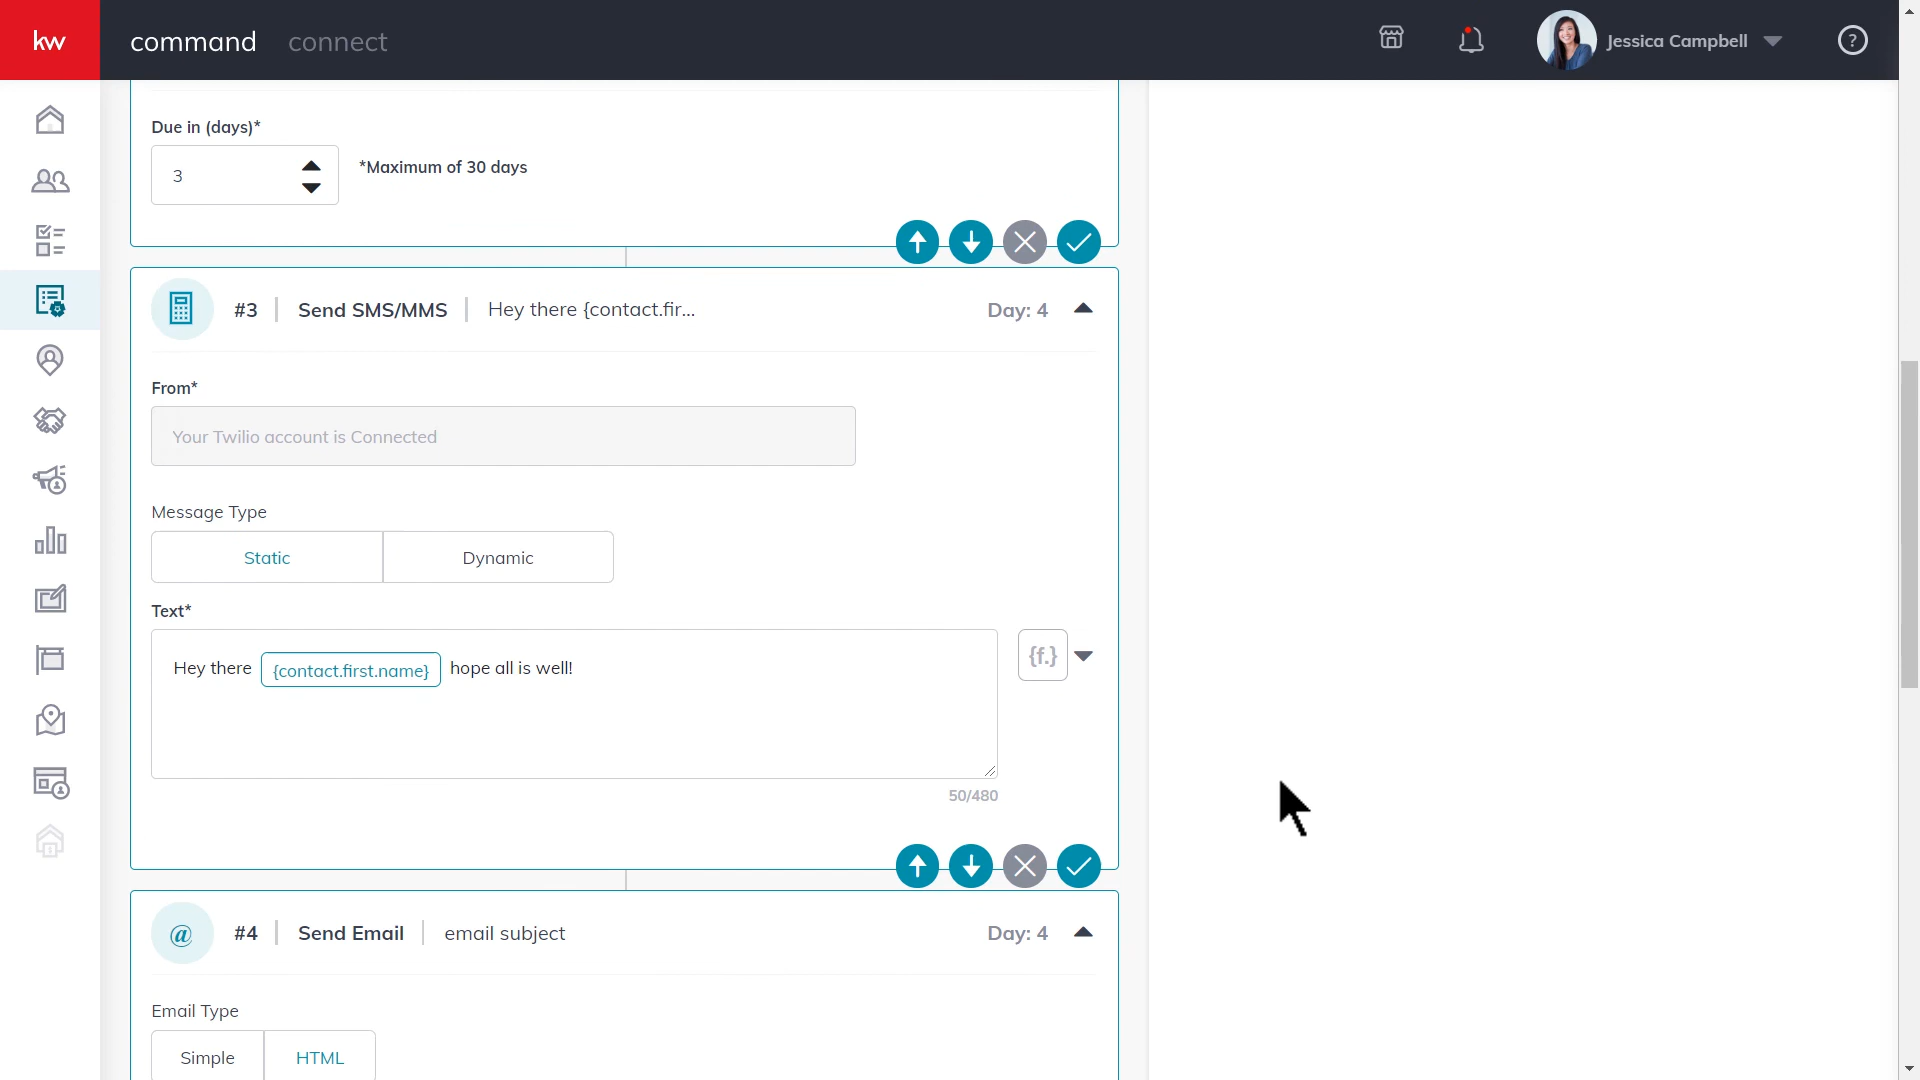 kw
command connect
Jessica Campbell
?
Due in (days)*
3
*Maximum of 30 days
#3 Send SMS/MMS Hey there {contact.fir... Day: 4
From*
Your Twilio account is Connected
Message Type
Static Dynamic
Text*
Hey there {contact.first.name} hope all is well!
{f.}
50/480
@ #4 Send Email email subject Day: 4
Email Type
Simple HTML